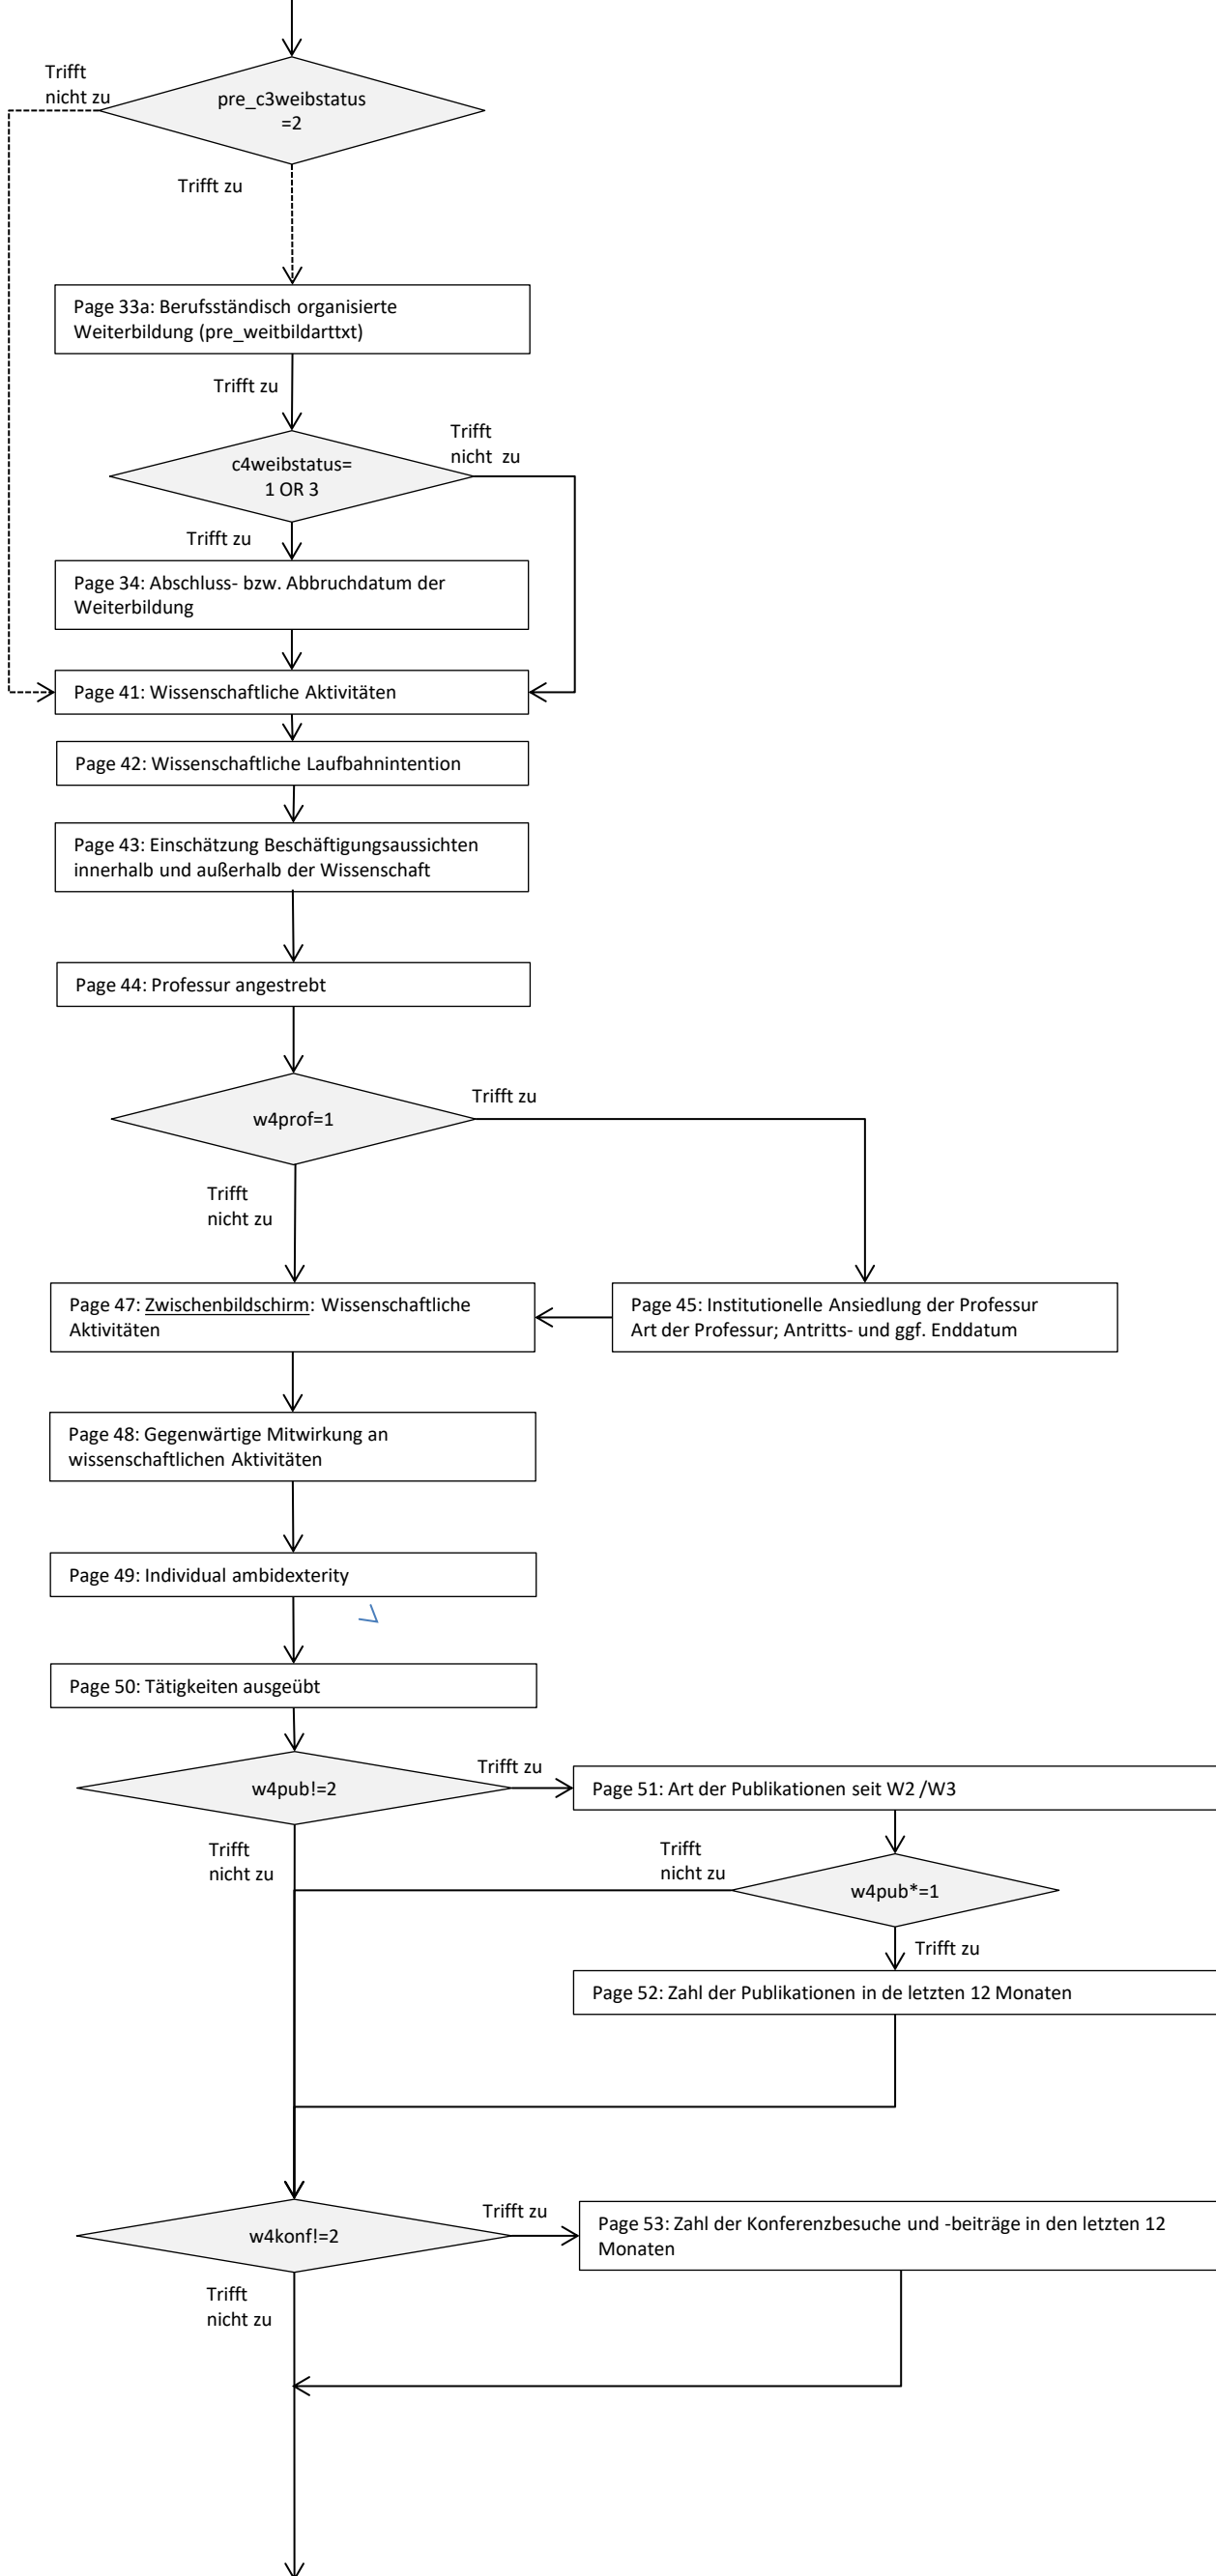 Trifft
nicht zu
pre_c3weibstatus
=2
Trifft zu
Page 33a: Berufsständisch organisierte
Weiterbildung (pre_weitbildarttxt)
Trifft zu
Trifft
nicht zu
c4weibstatus=
1 OR 3
Trifft zu
Page 34: Abschluss- bzw. Abbruchdatum der
Weiterbildung
Page 41: Wissenschaftliche Aktivitäten
Page 42: Wissenschaftliche Laufbahnintention
Page 43: Einschätzung Beschäftigungsaussichten
innerhalb und außerhalb der Wissenschaft
Page 44: Professur angestrebt
w4prof=1
Trifft zu
Trifft
nicht zu
Page 47: Zwischenbildschirm: Wissenschaftliche
Aktivitäten
Page 45: Institutionelle Ansiedlung der Professur
Art der Professur; Antritts- und ggf. Enddatum
Page 48: Gegenwärtige Mitwirkung an
wissenschaftlichen Aktivitäten
Page 49: Individual ambidexterity
Page 50: Tätigkeiten ausgeübt
w4pub!=2
Trifft zu
Page 51: Art der Publikationen seit W2 /W3
Trifft
nicht zu
Trifft
nicht zu
w4pub*=1
Trifft zu
Page 52: Zahl der Publikationen in de letzten 12 Monaten
w4konf!=2
Trifft zu
Page 53: Zahl der Konferenzbesuche und -beiträge in den letzten 12
Monaten
Trifft
nicht zu